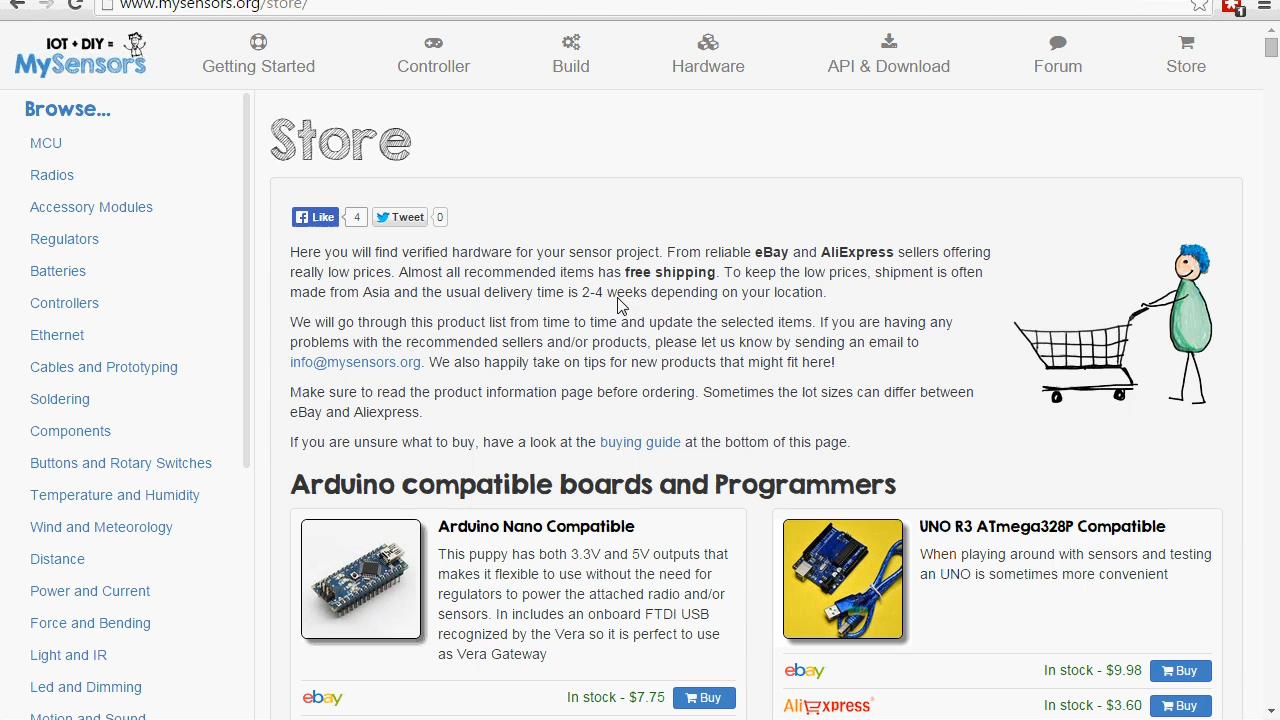 www.mysensors.org/store/
1
IOT + DIY =
MySensors
Getting Started
Controller
Build
Hardware
API & Download
Forum
Store
Browse...
MCU
Radios
Accessory Modules
Regulators
Batteries
Controllers
Ethernet
Cables and Prototyping
Soldering
Components
Buttons and Rotary Switches
Temperature and Humidity
Wind and Meteorology
Distance
Power and Current
Force and Bending
Light and IR
Led and Dimming
Motion and Sound
Store
Like 4 Tweet 0
Here you will find verified hardware for your sensor project. From reliable eBay and AliExpress sellers offering
really low prices. Almost all recommended items has free shipping. To keep the low prices, shipment is often
made from Asia and the usual delivery time is 2-4 weeks depending on your location.
We will go through this product list from time to time and update the selected items. If you are having any
problems with the recommended sellers and/or products, please let us know by sending an email to
info@mysensors.org. We also happily take on tips for new products that might fit here!
Make sure to read the product information page before ordering. Sometimes the lot sizes can differ between
eBay and Aliexpress.
If you are unsure what to buy, have a look at the buying guide at the bottom of this page.
Arduino compatible boards and Programmers
Arduino Nano Compatible
This puppy has both 3.3V and 5V outputs that
makes it flexible to use without the need for
regulators to power the attached radio and/or
sensors. In includes an onboard FTDI USB
recognized by the Vera so it is perfect to use
as Vera Gateway
ebay In stock - $7.75 Buy
UNO R3 ATmega328P Compatible
When playing around with sensors and testing
an UNO is sometimes more convenient
ebay In stock - $9.98 Buy
AliExpress In stock - $3.60 Buy